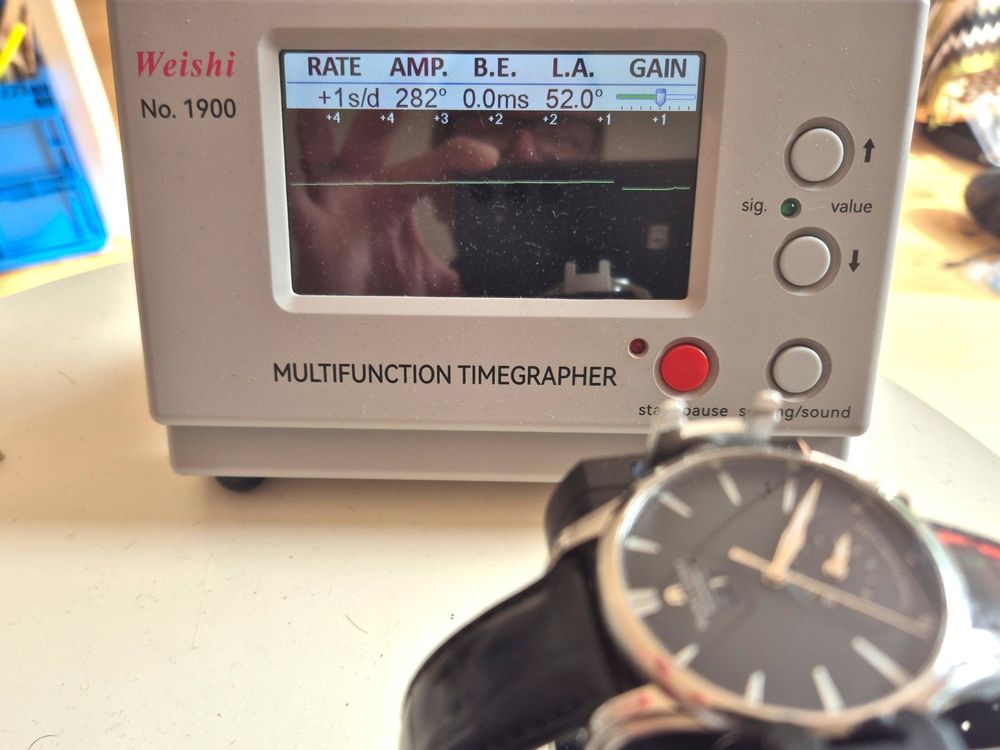 Weishi
No. 1900
RATE AMP. B.E. L.A. GAIN
+1s/d 282° 0.0ms 52.0°
+4 +4 +3 +2 +2 +1 +1
sig. value
MULTIFUNCTION TIMEGRAPHER